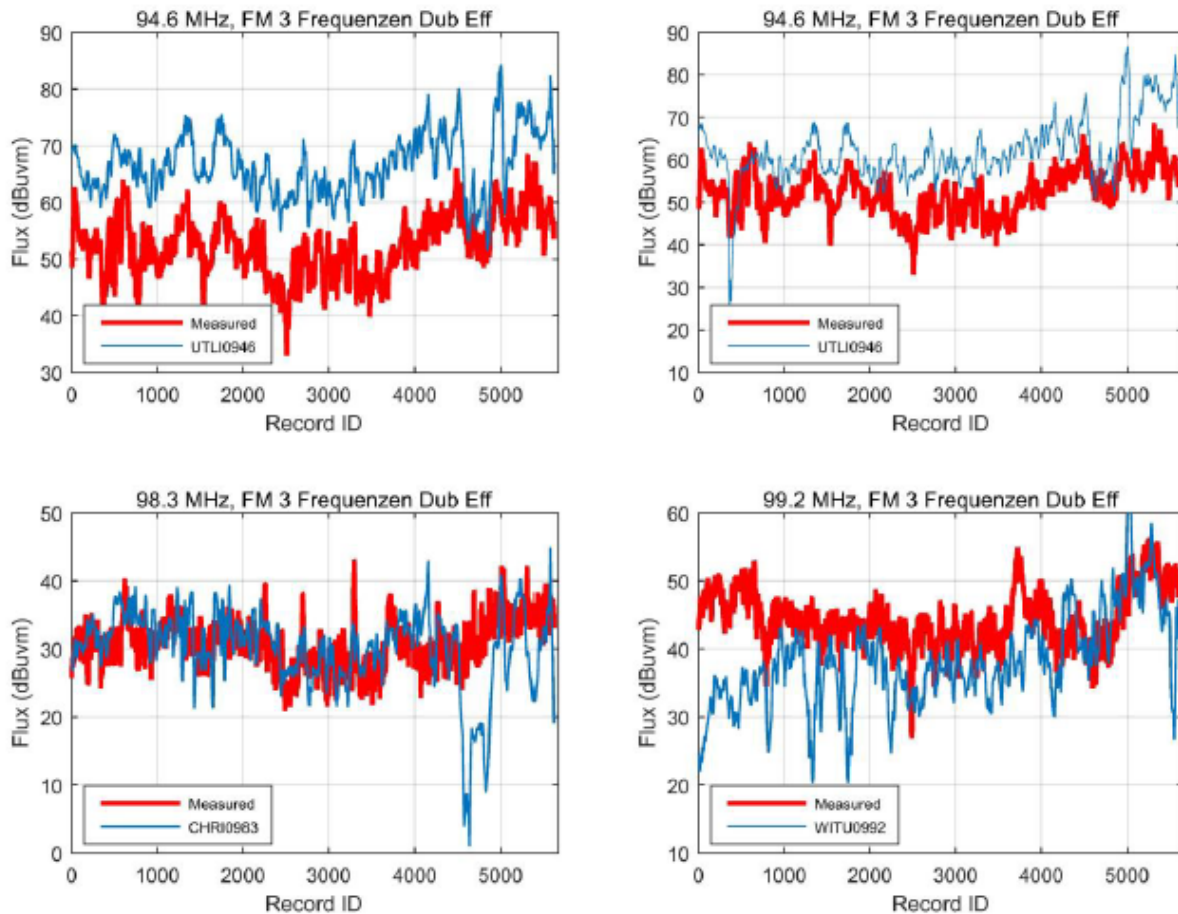 94.6 MHz, FM 3 Frequenzen Dub Eff
90
80
70
60
50
40
30
Flux (dBuvm)
Measured
UTLI0946
0 1000 2000 3000 4000 5000
Record ID
94.6 MHz, FM 3 Frequenzen Dub Eff
90
80
70
60
50
40
30
20
10
Flux (dBuvm)
Measured
UTLI0946
0 1000 2000 3000 4000 5000
Record ID
98.3 MHz, FM 3 Frequenzen Dub Eff
50
40
30
20
10
0
Flux (dBuvm)
Measured
CHRI0983
0 1000 2000 3000 4000 5000
Record ID
99.2 MHz, FM 3 Frequenzen Dub Eff
60
50
40
30
20
10
Flux (dBuvm)
Measured
WITU0992
0 1000 2000 3000 4000 5000
Record ID